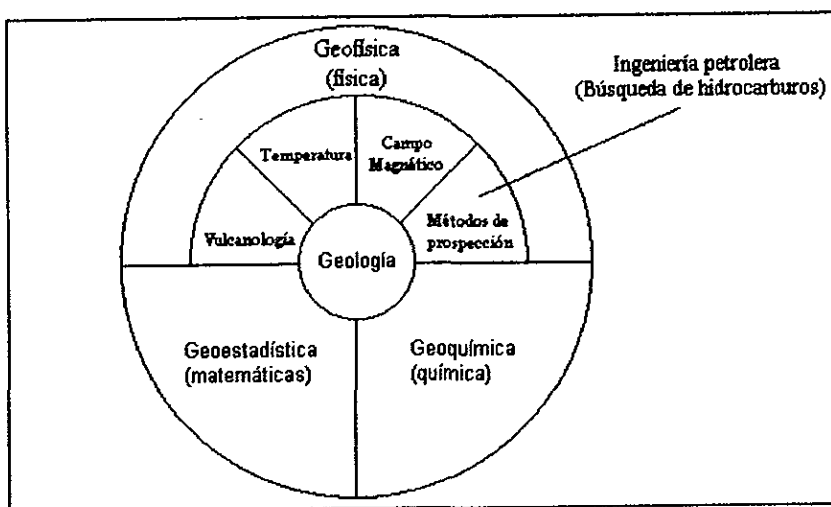 Geofísica
(física)
Ingeniería petrolera
(Búsqueda de hidrocarburos)
Temperatura
Campo
Magnético
Vulcanología
Métodos de
prospección
Geología
Geoestadística
(matemáticas)
Geoquímica
(química)